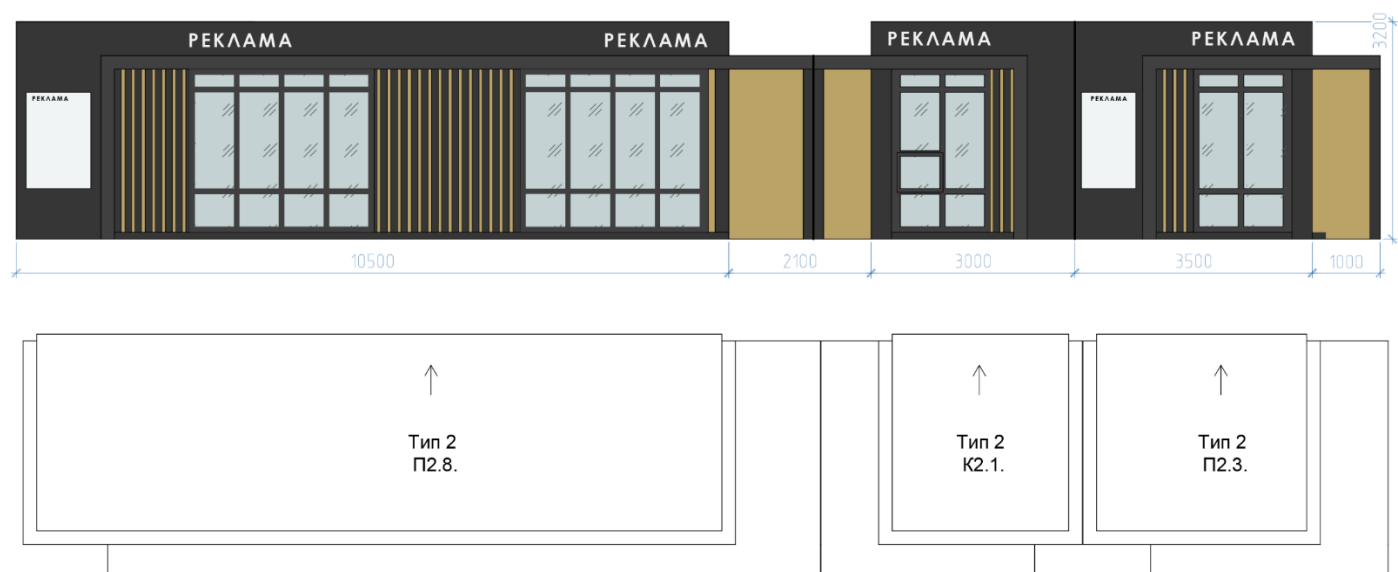 РЕКЛАМА
РЕКЛАМА
РЕКЛАМА
РЕКЛАМА
3200
РЕКЛАМА
РЕКЛАМА
10500
2100
3000
3500
1000
Тип 2
П2.8.
Тип 2
К2.1.
Тип 2
П2.3.